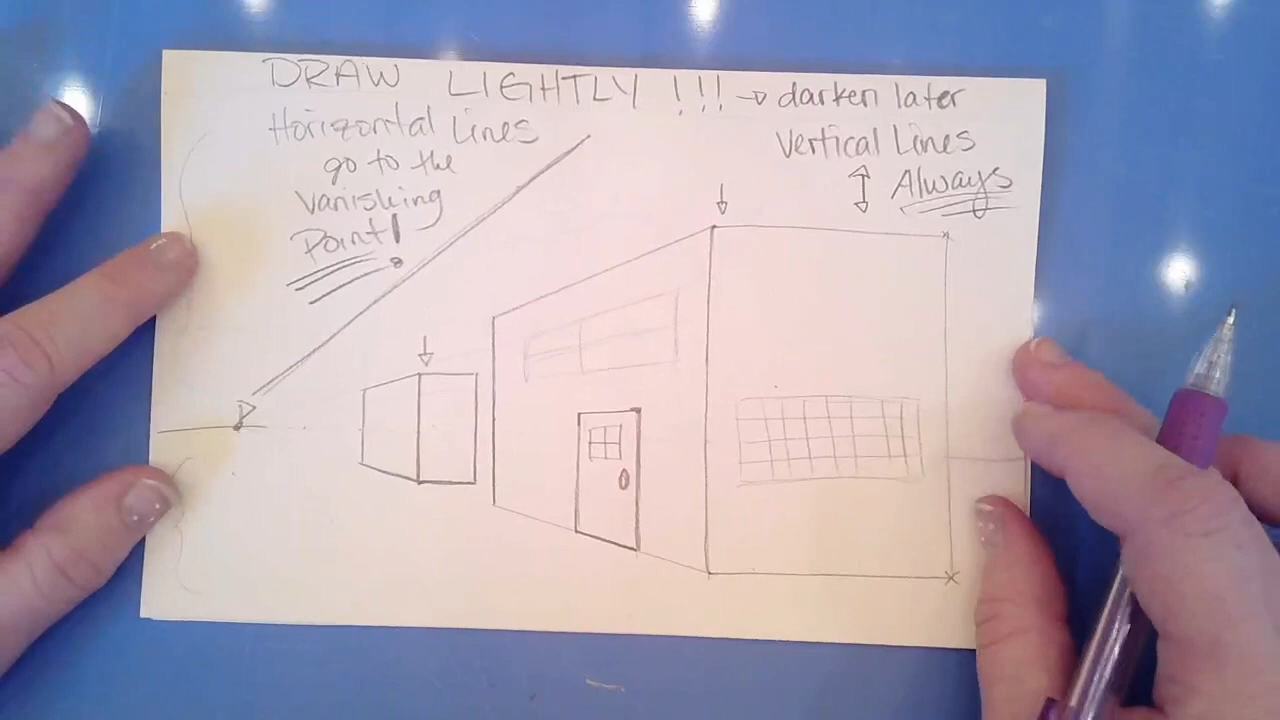 DRAW LIGHTLY !!! → darken later
Horizontal Lines
go to the
Vanishing
Point!
Vertical Lines
↕ Always